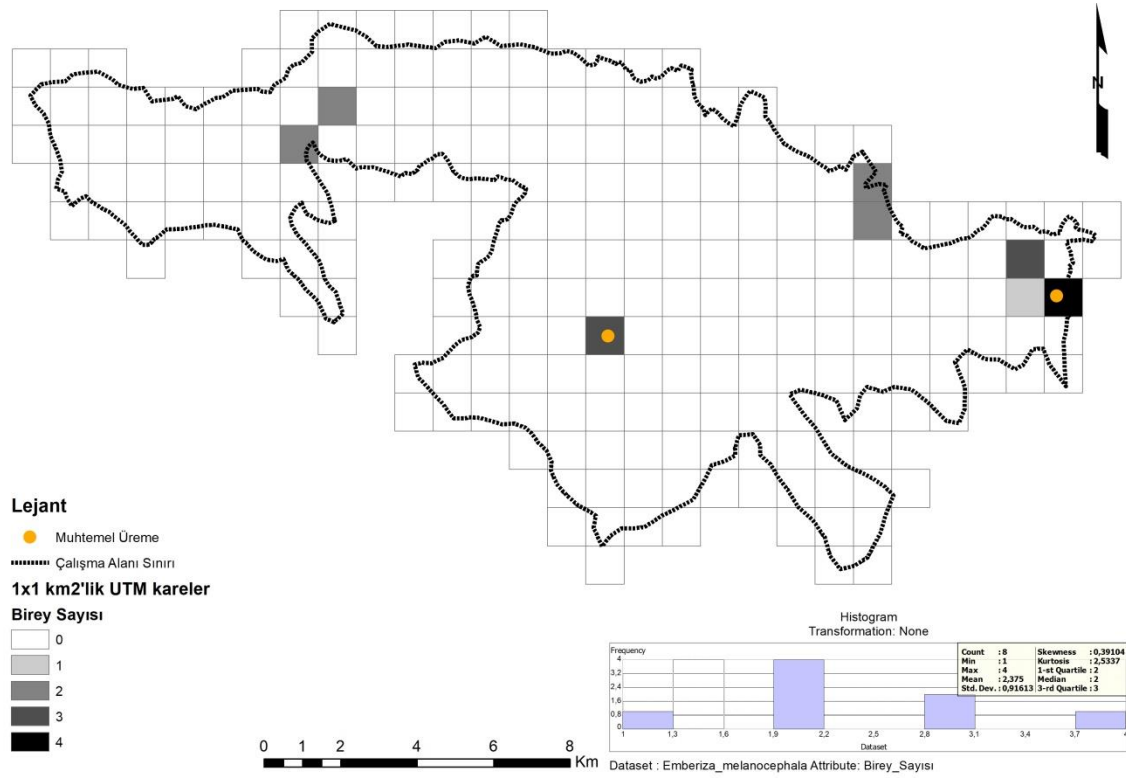 N
Lejant
Muhtemel Üreme
Çalışma Alanı Sınırı
1x1 km2'lik UTM kareler
Birey Sayısı
0
1
2
3
4
0 1 2 4 6 8
Km
Histogram
Transformation: None
Frequency
4
3,2
2,4
1,6
0,8
0
1 1,3 1,6 1,9 2,2 2,5 2,8 3,1 3,4 3,7 4
Dataset
Count : 8 Skewness : 0,39104
Min : 1 Kurtosis : 2,5337
Max : 4 1-st Quartile : 2
Mean : 2,375 Median : 2
Std. Dev. : 0,91613 3-rd Quartile : 3
Dataset : Emberiza_melanocephala Attribute: Birey_Sayısı